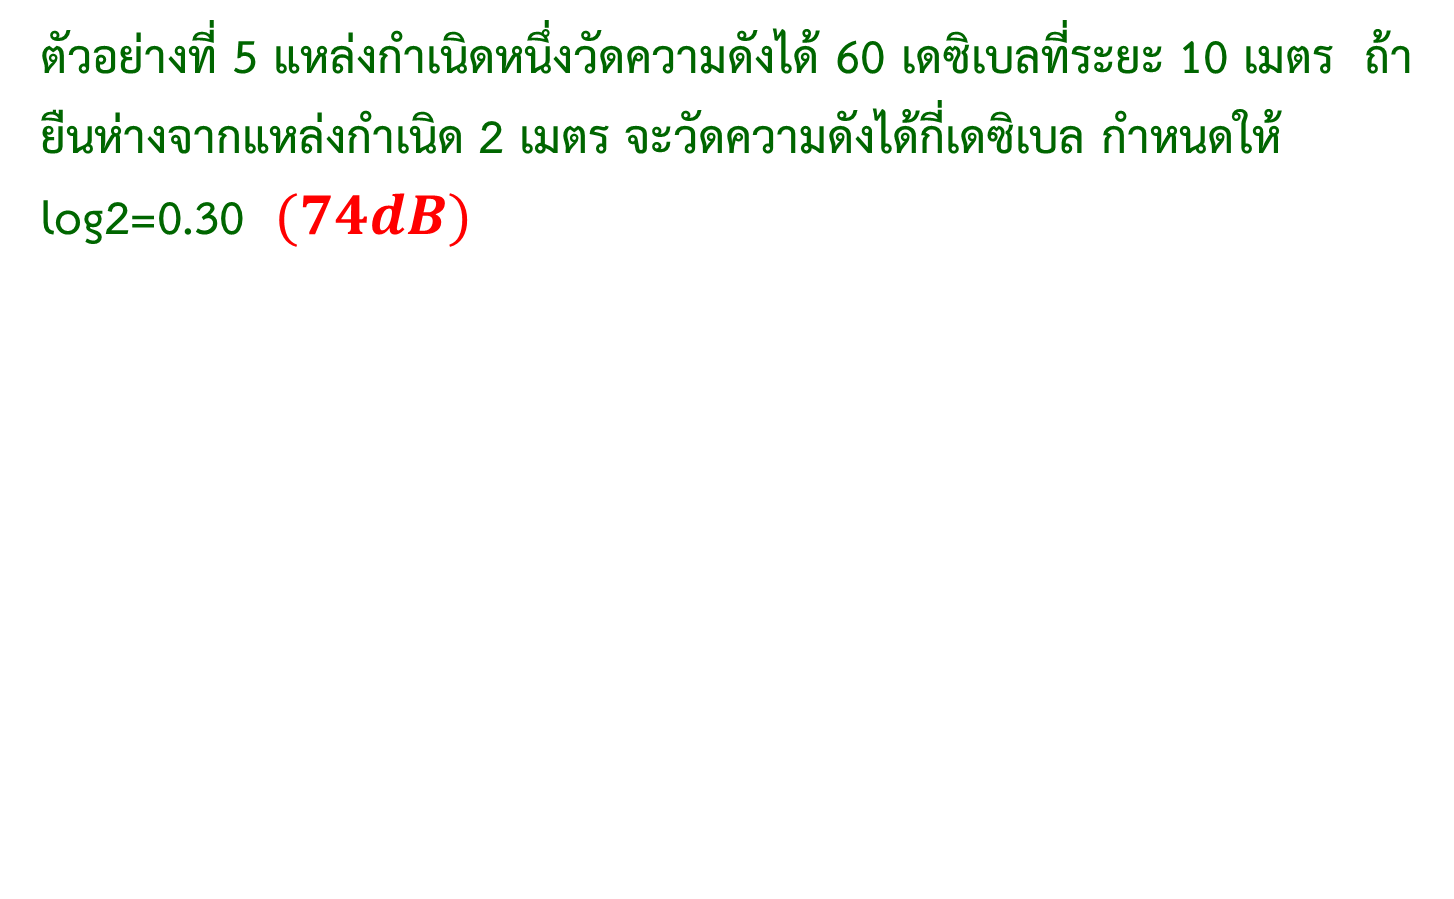 ตัวอย่างที่ 5 แหล่งกำเนิดหนึ่งวัดความดังได้ 60 เดซิเบลที่ระยะ 10 เมตร ถ้า
ยืนห่างจากแหล่งกำเนิด 2 เมตร จะวัดความดังได้กี่เดซิเบล กำหนดให้
log2=0.30 (74dB)